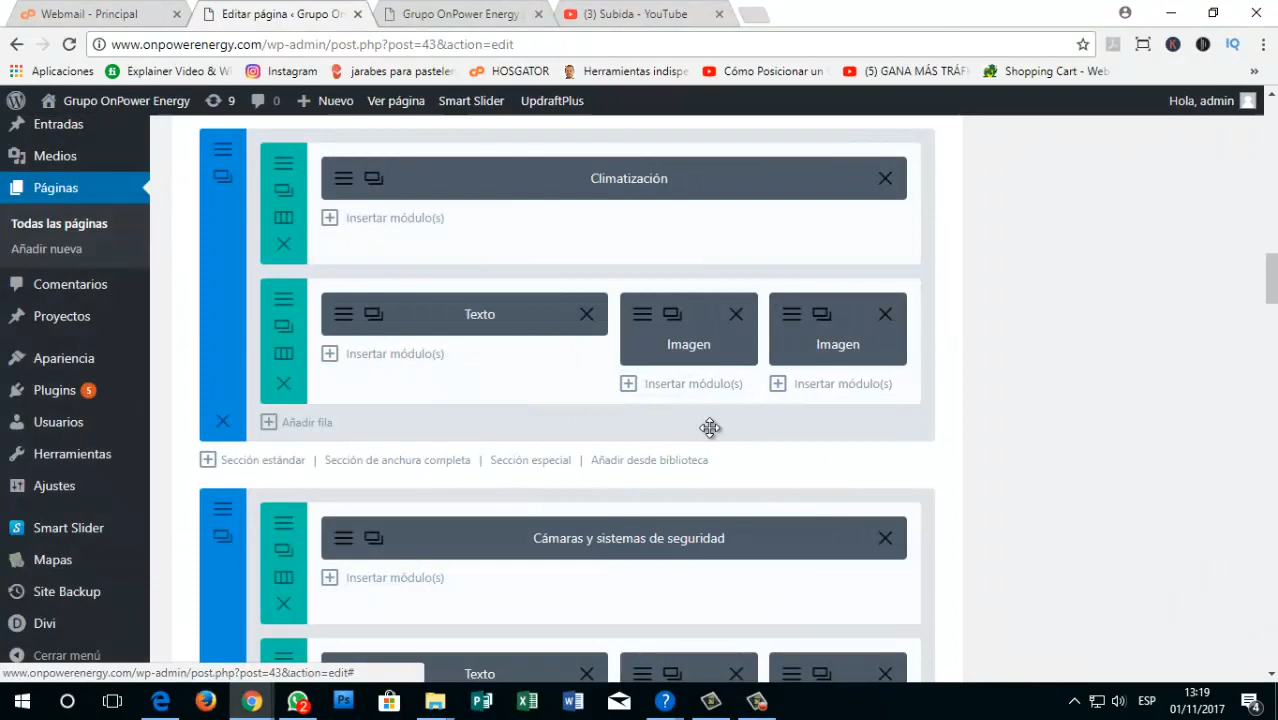 Webmail - Principal
Editar página ‹ Grupo On
Grupo OnPower Energy
(3) Subida - YouTube
www.onpowerenergy.com/wp-admin/post.php?post=43&action=edit
Aplicaciones
Explainer Video & W
Instagram
jarabes para pasteler
HOSGATOR
Herramientas indispe
Cómo Posicionar un
(5) GANA MÁS TRÁF
Shopping Cart - Web
»
Grupo OnPower Energy
9
0
Nuevo
Ver página
Smart Slider
UpdraftPlus
Hola, admin
Entradas
Medios
Páginas
Todas las páginas
Añadir nueva
Comentarios
Proyectos
Apariencia
Plugins 5
Usuarios
Herramientas
Ajustes
Smart Slider
Mapas
Site Backup
Divi
Cerrar menú
Climatización
Insertar módulo(s)
Texto
Imagen
Imagen
Insertar módulo(s)
Insertar módulo(s)
Insertar módulo(s)
Añadir fila
Sección estándar | Sección de anchura completa | Sección especial | Añadir desde biblioteca
Cámaras y sistemas de seguridad
Insertar módulo(s)
Texto
www.onpowerenergy.com/wp-admin/post.php?post=43&action=edit#
2
ESP
13:19
01/11/2017
4